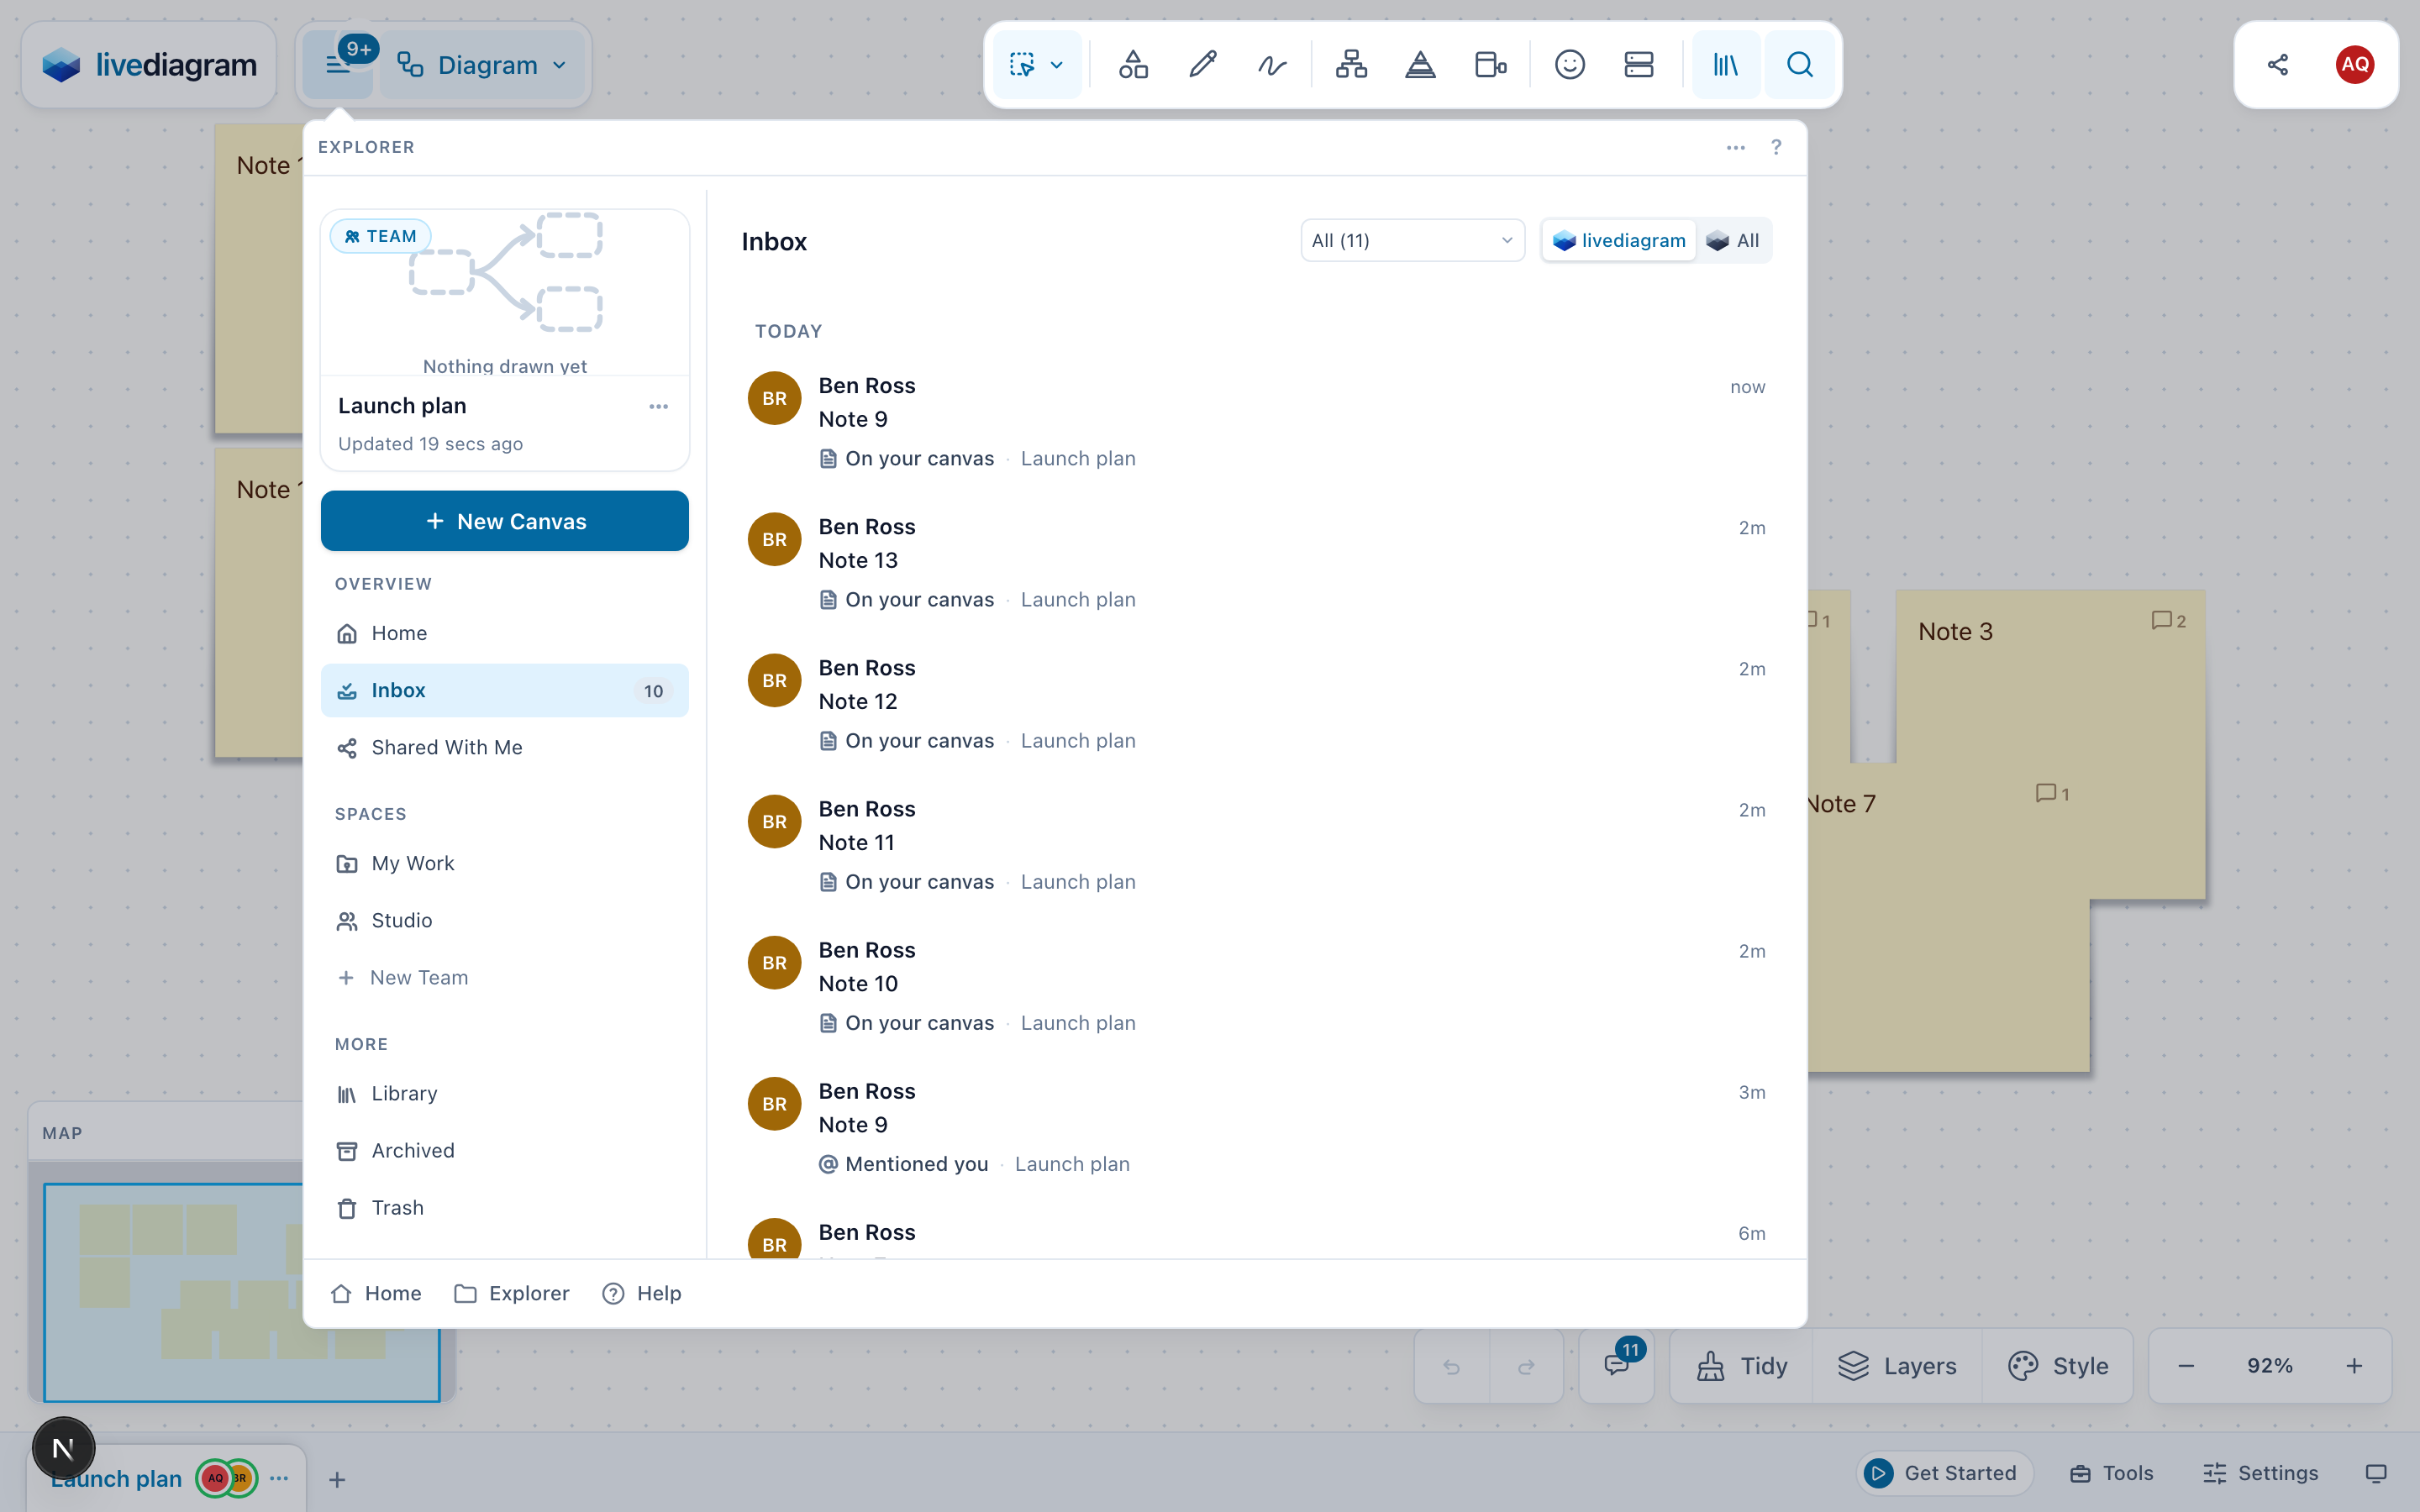 livediagram
9+
Diagram
AQ
EXPLORER
?
Note
Note
TEAM
Nothing drawn yet
Launch plan
Updated 19 secs ago
+ New Canvas
OVERVIEW
Home
Inbox 10
Shared With Me
SPACES
My Work
Studio
+ New Team
MORE
Library
Archived
Trash
Inbox
All (11)
livediagram
All
TODAY
BR Ben Ross now
Note 9
On your canvas · Launch plan
BR Ben Ross 2m
Note 13
On your canvas · Launch plan
BR Ben Ross 2m
Note 12
On your canvas · Launch plan
BR Ben Ross 2m
Note 11
On your canvas · Launch plan
BR Ben Ross 2m
Note 10
On your canvas · Launch plan
BR Ben Ross 3m
Note 9
@ Mentioned you · Launch plan
BR Ben Ross 6m
Home
Explorer
Help
1
Note 3 2
Note 7 1
MAP
11
Tidy
Layers
Style
− 92% +
N
Launch plan AQ BR
+
Get Started
Tools
Settings